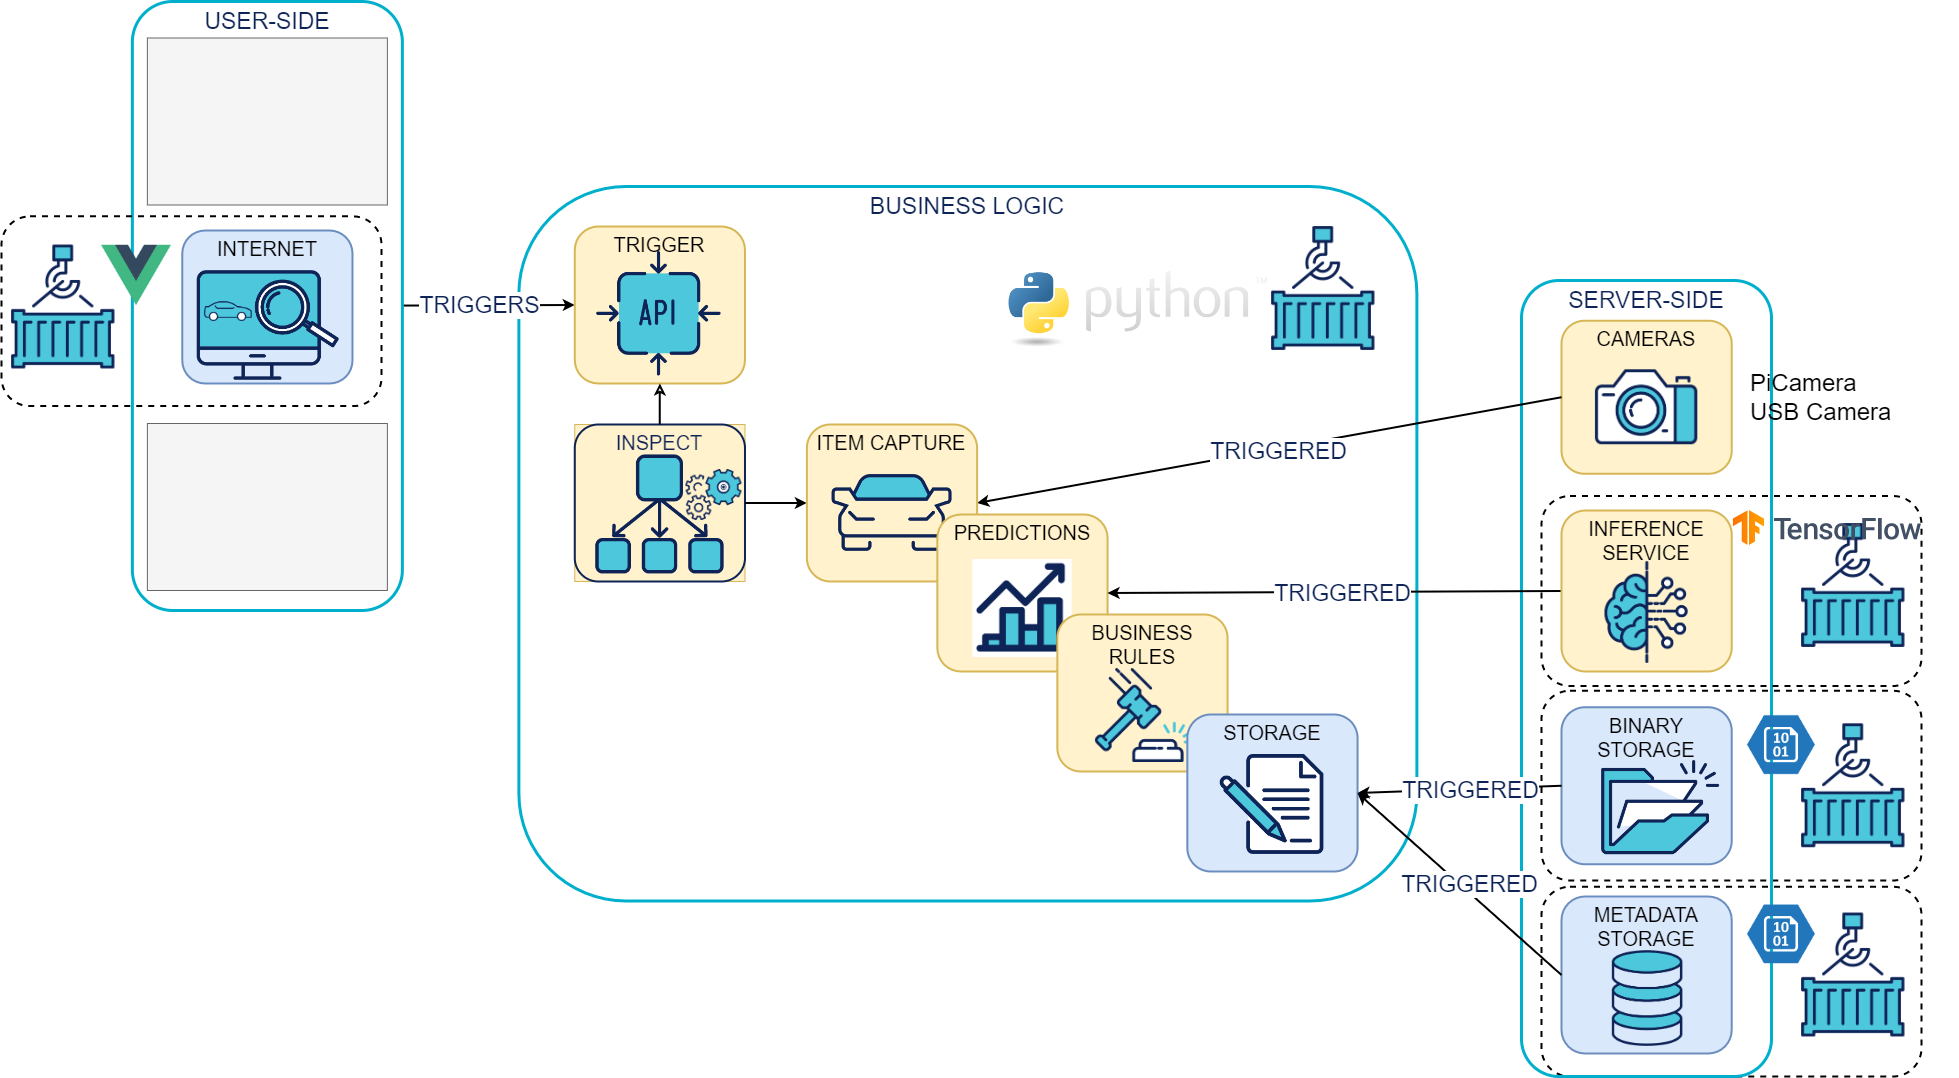 USER-SIDE
INTERNET
TRIGGERS
BUSINESS LOGIC
TRIGGER
API
python
TM
INSPECT
ITEM CAPTURE
PREDICTIONS
BUSINESS
RULES
STORAGE
TRIGGERED
TRIGGERED
TRIGGERED
TRIGGERED
SERVER-SIDE
CAMERAS
PiCamera
USB Camera
INFERENCE
SERVICE
TensorFlow
BINARY
STORAGE
10
01
METADATA
STORAGE
10
01